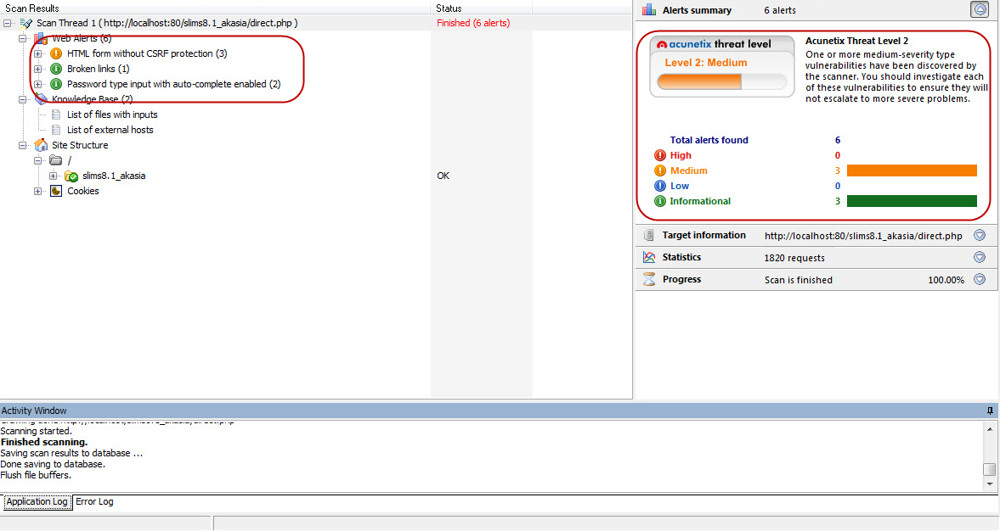 Scan Results Status
Scan Thread 1 ( http://localhost:80/slims8.1_akasia/direct.php ) Finished (6 alerts)
Web Alerts (6)
HTML form without CSRF protection (3)
Broken links (1)
Password type input with auto-complete enabled (2)
Knowledge Base (2)
List of files with inputs
List of external hosts
Site Structure
/
slims8.1_akasia OK
Cookies
Alerts summary 6 alerts
acunetix threat level
Level 2: Medium
Acunetix Threat Level 2
One or more medium-severity type
vulnerabilities have been discovered by
the scanner. You should investigate each
of these vulnerabilities to ensure they will
not escalate to more severe problems.
Total alerts found 6
High 0
Medium 3
Low 0
Informational 3
Target information http://localhost:80/slims8.1_akasia/direct.php
Statistics 1820 requests
Progress Scan is finished 100.00%
Activity Window
Scanning started.
Finished scanning.
Saving scan results to database ...
Done saving to database.
Flush file buffers.
Application Log Error Log